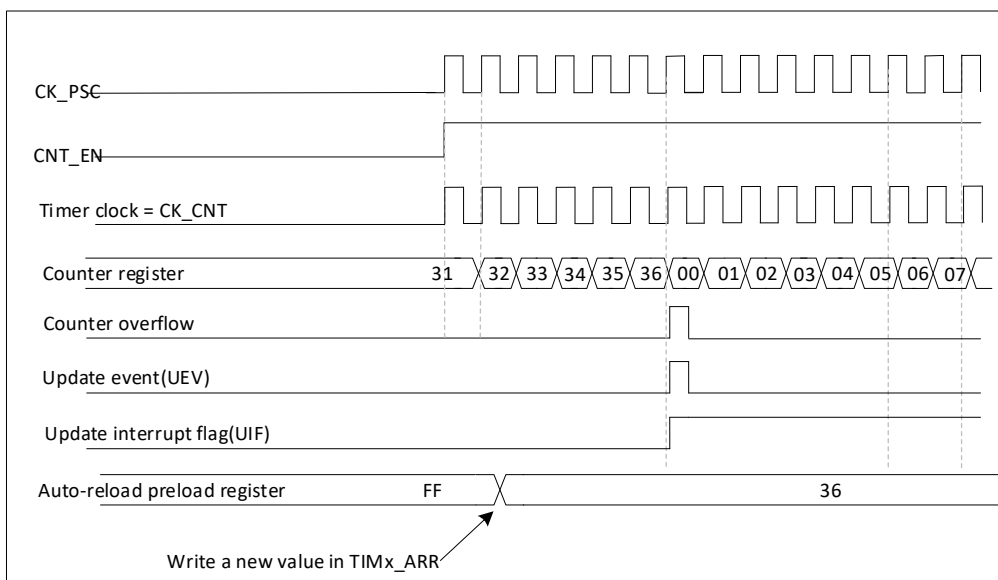 CK_PSC
CNT_EN
Timer clock = CK_CNT
Counter register 31 32 33 34 35 36 00 01 02 03 04 05 06 07
Counter overflow
Update event(UEV)
Update interrupt flag(UIF)
Auto-reload preload register FF 36
Write a new value in TIMx_ARR